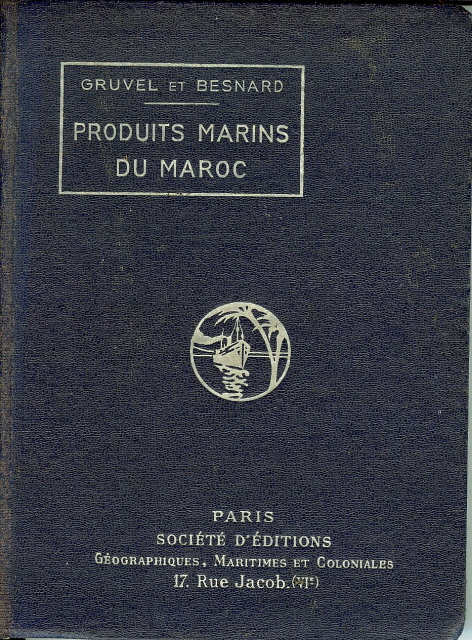 GRUVEL ET BESNARD
PRODUITS MARINS
DU MAROC
PARIS
SOCIÉTÉ D'ÉDITIONS
GÉOGRAPHIQUES, MARITIMES ET COLONIALES
17. Rue Jacob.(VIe)